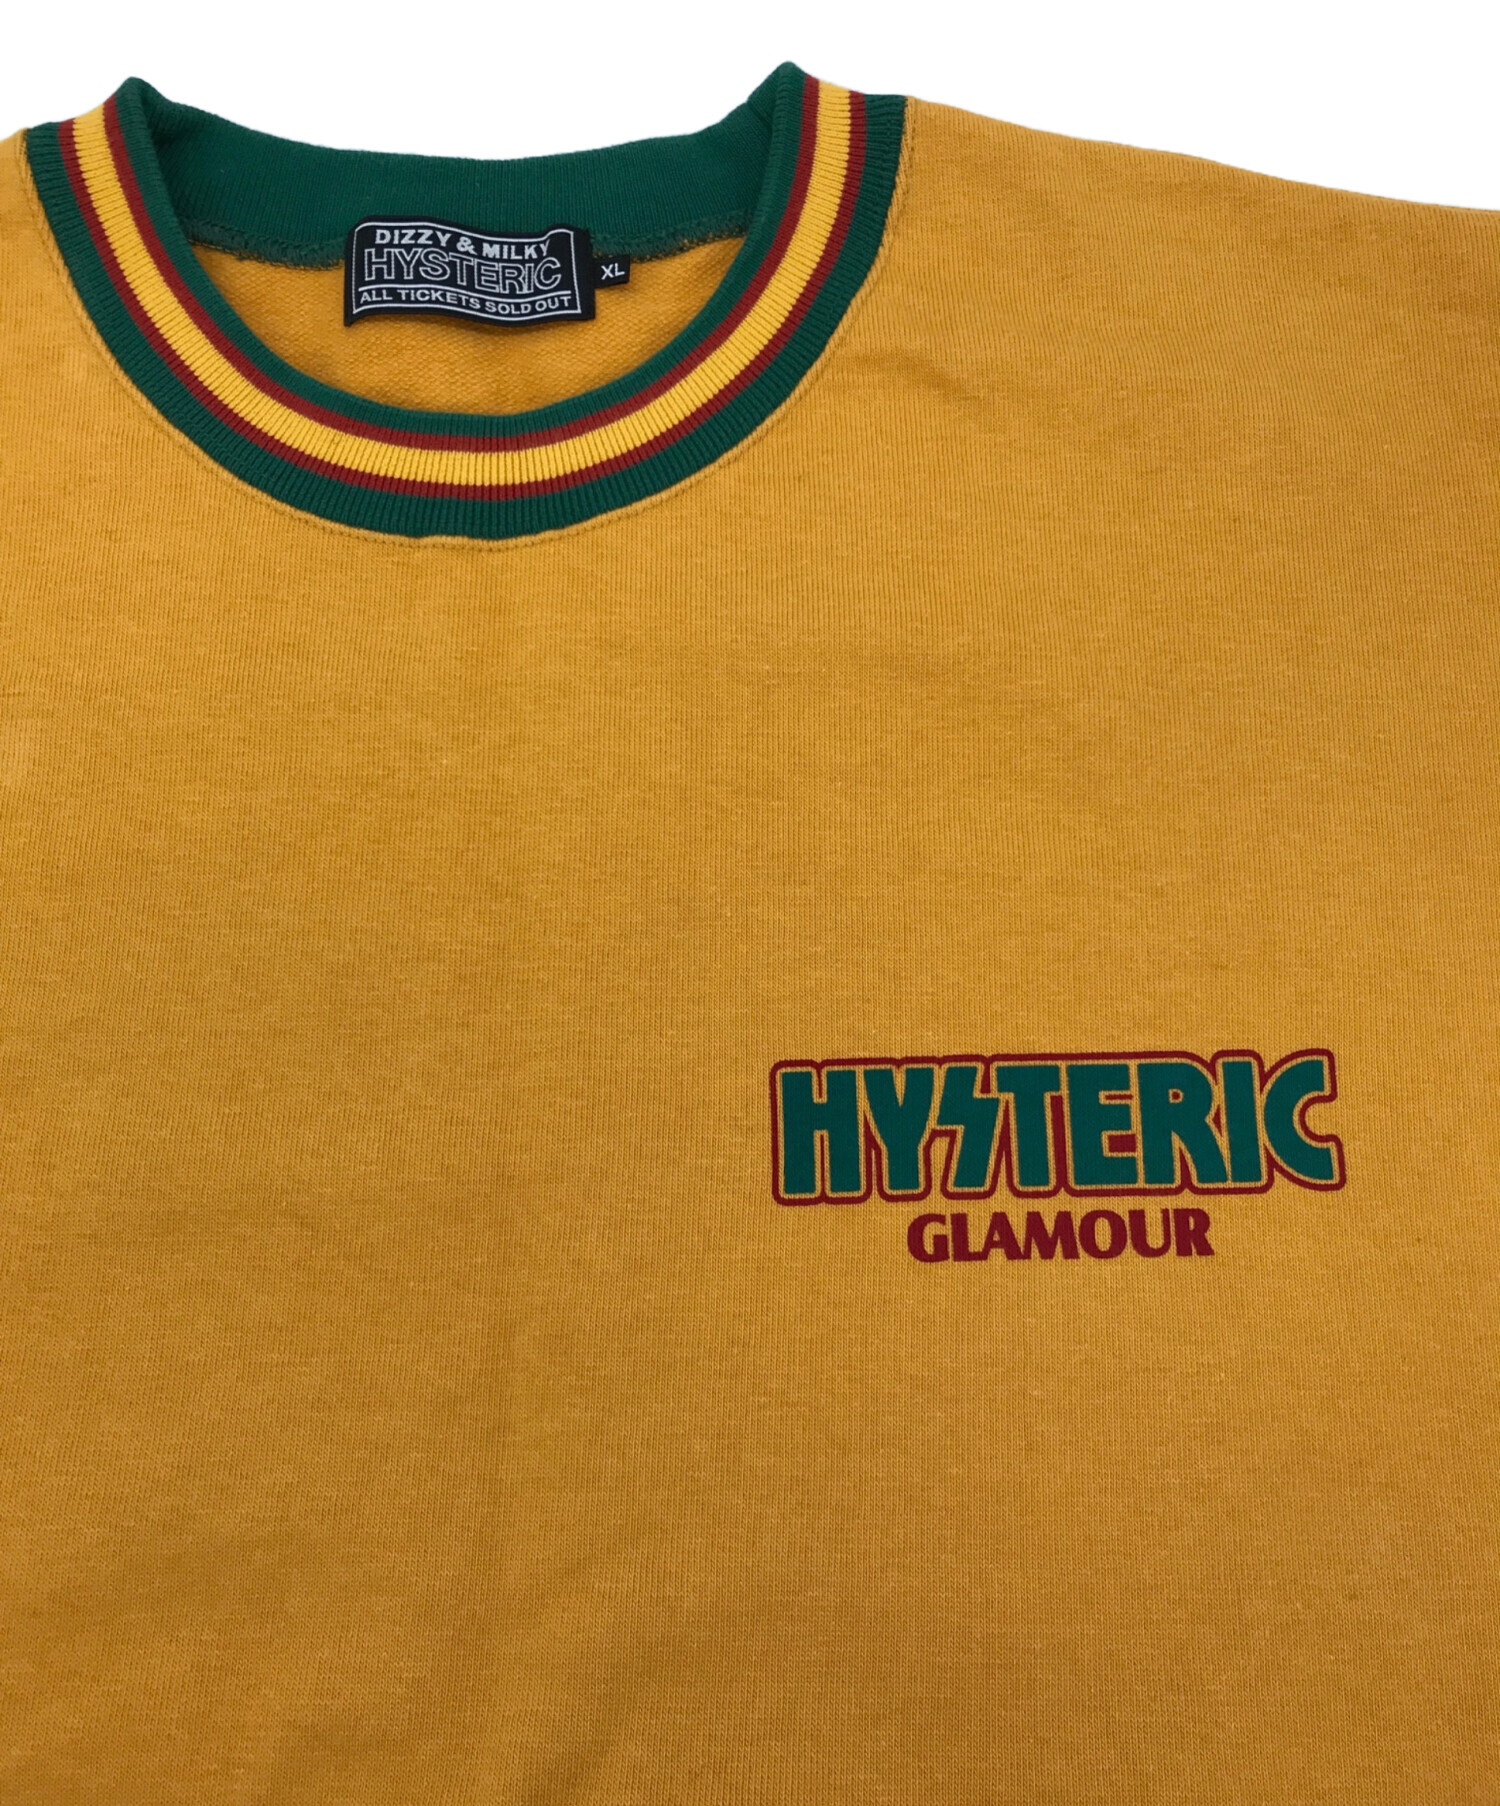 DIZZY & MILKY
HYSTERIC
ALL TICKETS SOLD OUT
XL
HYSTERIC
GLAMOUR